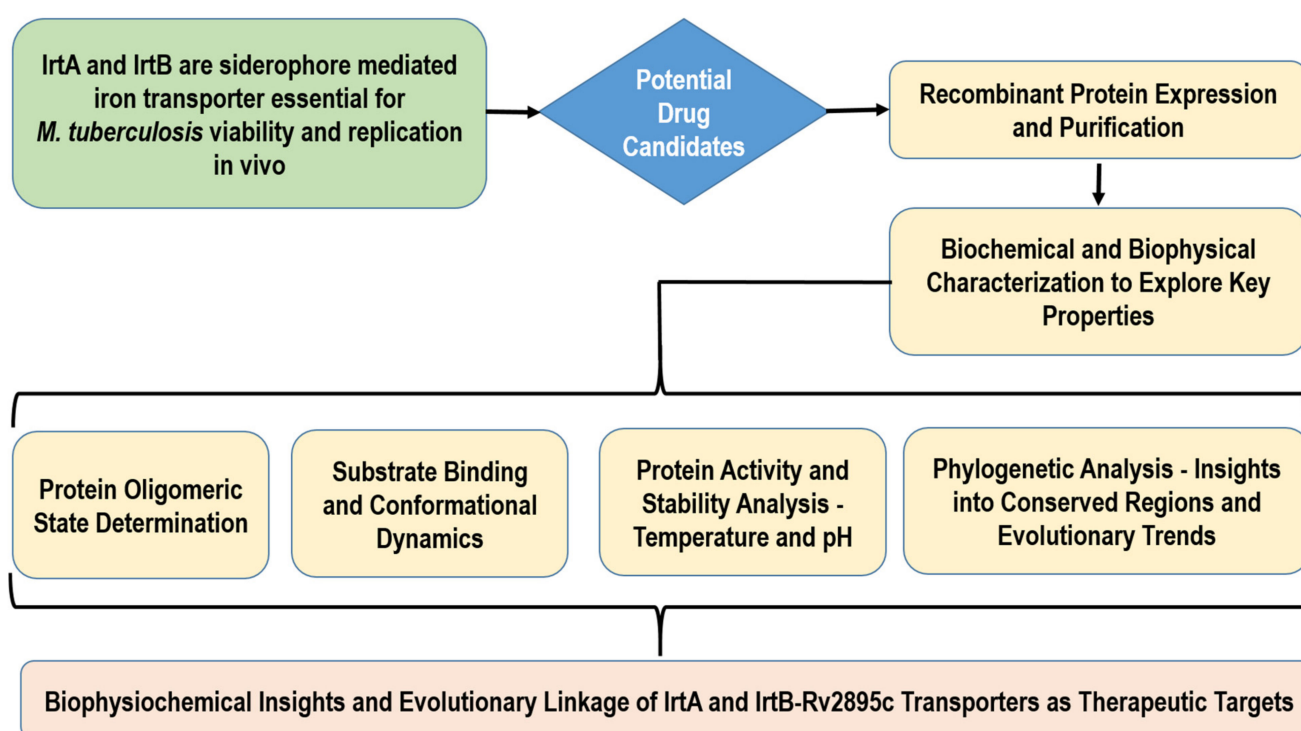 IrtA and IrtB are siderophore mediated
iron transporter essential for
M. tuberculosis viability and replication
in vivo
Potential
Drug
Candidates
Recombinant Protein Expression
and Purification
Biochemical and Biophysical
Characterization to Explore Key
Properties
Protein Oligomeric
State Determination
Substrate Binding
and Conformational
Dynamics
Protein Activity and
Stability Analysis -
Temperature and pH
Phylogenetic Analysis - Insights
into Conserved Regions and
Evolutionary Trends
Biophysiochemical Insights and Evolutionary Linkage of IrtA and IrtB-Rv2895c Transporters as Therapeutic Targets